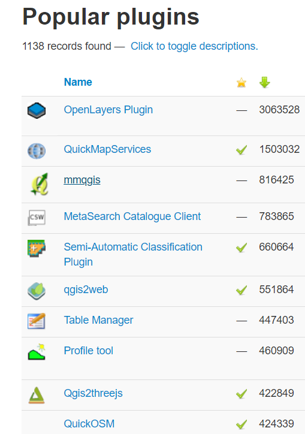 Popular plugins
1138 records found — Click to toggle descriptions.
Name
OpenLayers Plugin — 3063528
QuickMapServices 1503032
mmqgis — 816425
CSW MetaSearch Catalogue Client — 783865
Semi-Automatic Classification Plugin 660664
qgis2web 551864
Table Manager — 447403
Profile tool — 460909
Qgis2threejs 422849
QuickOSM 424339